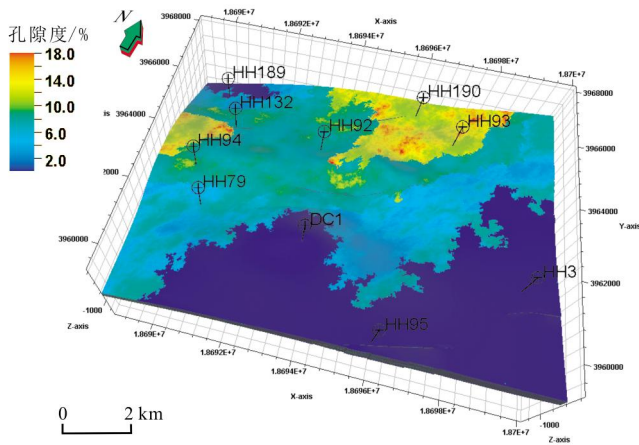 3968000
N
X-axis
1.869E+7
1.8692E+7
1.8694E+7
1.8696E+7
1.8698E+7
1.87E+7
孔隙度/%
18.0
14.0
10.0
6.0
2.0
3966000
HH189
HH190
3968000
is
3964000
HH132
HH92
HH93
3966000
HH94
2000
HH79
3964000
DC1
Y-axis
3960000
HH3
3962000
-1000
Z-axis
HH95
1.869E+7
1.8692E+7
3960000
1.8694E+7
X-axis
1.8696E+7
1.8698E+7
-1000
1.87E+7
Z-axis
0
2 km